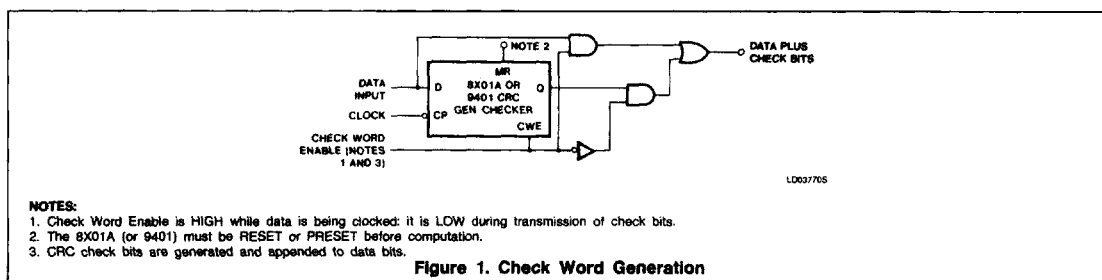 NOTE 2
DATA PLUS
CHECK BITS
MR
8X01A OR
9401 CRC
GEN CHECKER
D
Q
CP
CWE
DATA
INPUT
CLOCK
CHECK WORD
ENABLE (NOTES
1 AND 3)
LD03770S
NOTES:
1. Check Word Enable is HIGH while data is being clocked: it is LOW during transmission of check bits.
2. The 8X01A (or 9401) must be RESET or PRESET before computation.
3. CRC check bits are generated and appended to data bits.
Figure 1. Check Word Generation